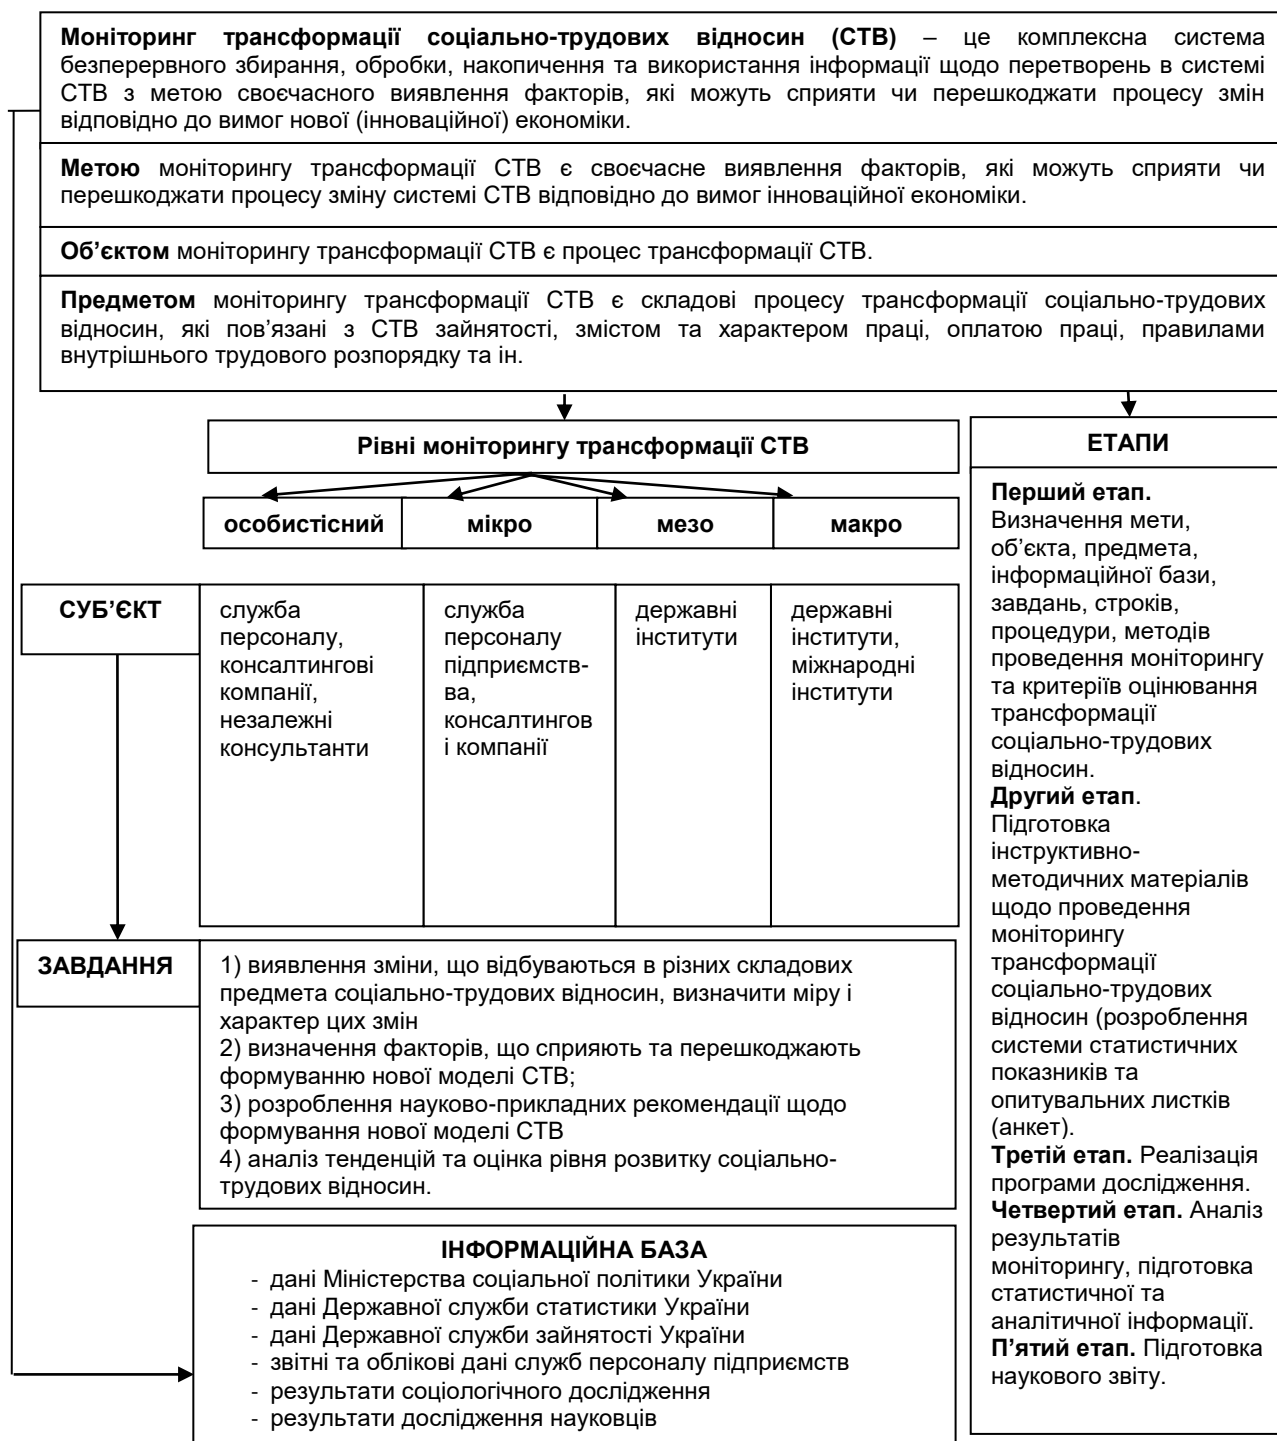 Моніторинг трансформації соціально-трудових відносин (СТВ) – це комплексна система
безперервного збирання, обробки, накопичення та використання інформації щодо перетворень в системі
СТВ з метою своєчасного виявлення факторів, які можуть сприяти чи перешкоджати процесу змін
відповідно до вимог нової (інноваційної) економіки.
Метою моніторингу трансформації СТВ є своєчасне виявлення факторів, які можуть сприяти чи
перешкоджати процесу зміну системі СТВ відповідно до вимог інноваційної економіки.
Об’єктом моніторингу трансформації СТВ є процес трансформації СТВ.
Предметом моніторингу трансформації СТВ є складові процесу трансформації соціально-трудових
відносин, які пов’язані з СТВ зайнятості, змістом та характером праці, оплатою праці, правилами
внутрішнього трудового розпорядку та ін.
Рівні моніторингу трансформації СТВ
особистісний
мікро
мезо
макро
СУБ’ЄКТ
служба
персоналу,
консалтингові
компанії,
незалежні
консультанти
служба
персоналу
підприємств-
ва,
консалтингов
і компанії
державні
інститути
державні
інститути,
міжнародні
інститути
ЗАВДАННЯ
1) виявлення зміни, що відбуваються в різних складових
предмета соціально-трудових відносин, визначити міру і
характер цих змін
2) визначення факторів, що сприяють та перешкоджають
формуванню нової моделі СТВ;
3) розроблення науково-прикладних рекомендації щодо
формування нової моделі СТВ
4) аналіз тенденцій та оцінка рівня розвитку соціально-
трудових відносин.
ІНФОРМАЦІЙНА БАЗА
- дані Міністерства соціальної політики України
- дані Державної служби статистики України
- дані Державної служби зайнятості України
- звітні та облікові дані служб персоналу підприємств
- результати соціологічного дослідження
- результати дослідження науковців
ЕТАПИ
Перший етап.
Визначення мети,
об’єкта, предмета,
інформаційної бази,
завдань, строків,
процедури, методів
проведення моніторингу
та критеріїв оцінювання
трансформації
соціально-трудових
відносин.
Другий етап.
Підготовка
інструктивно-
методичних матеріалів
щодо проведення
моніторингу
трансформації
соціально-трудових
відносин (розроблення
системи статистичних
показників та
опитувальних листків
(анкет).
Третій етап. Реалізація
програми дослідження.
Четвертий етап. Аналіз
результатів
моніторингу, підготовка
статистичної та
аналітичної інформації.
П’ятий етап. Підготовка
наукового звіту.